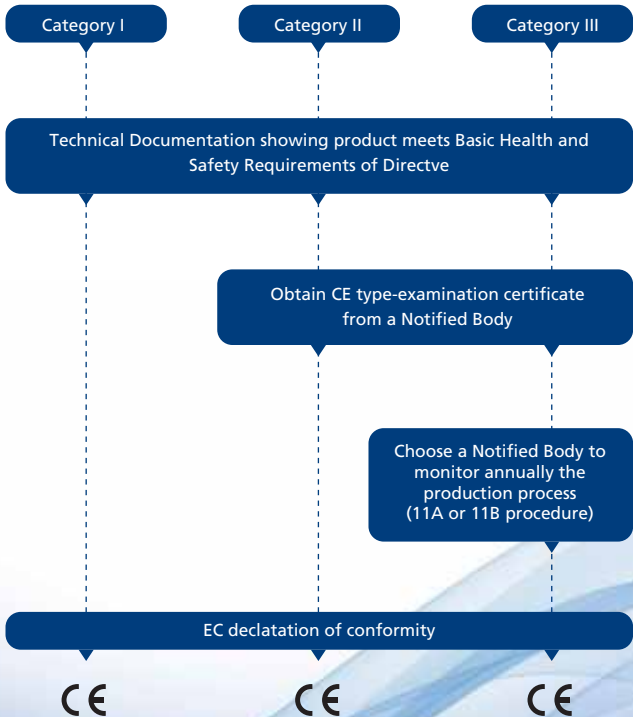 Category I
Category II
Category III
Technical Documentation showing product meets Basic Health and
Safety Requirements of Directve
Obtain CE type-examination certificate
from a Notified Body
Choose a Notified Body to
monitor annually the
production process
(11A or 11B procedure)
EC declatation of conformity
CE
CE
CE